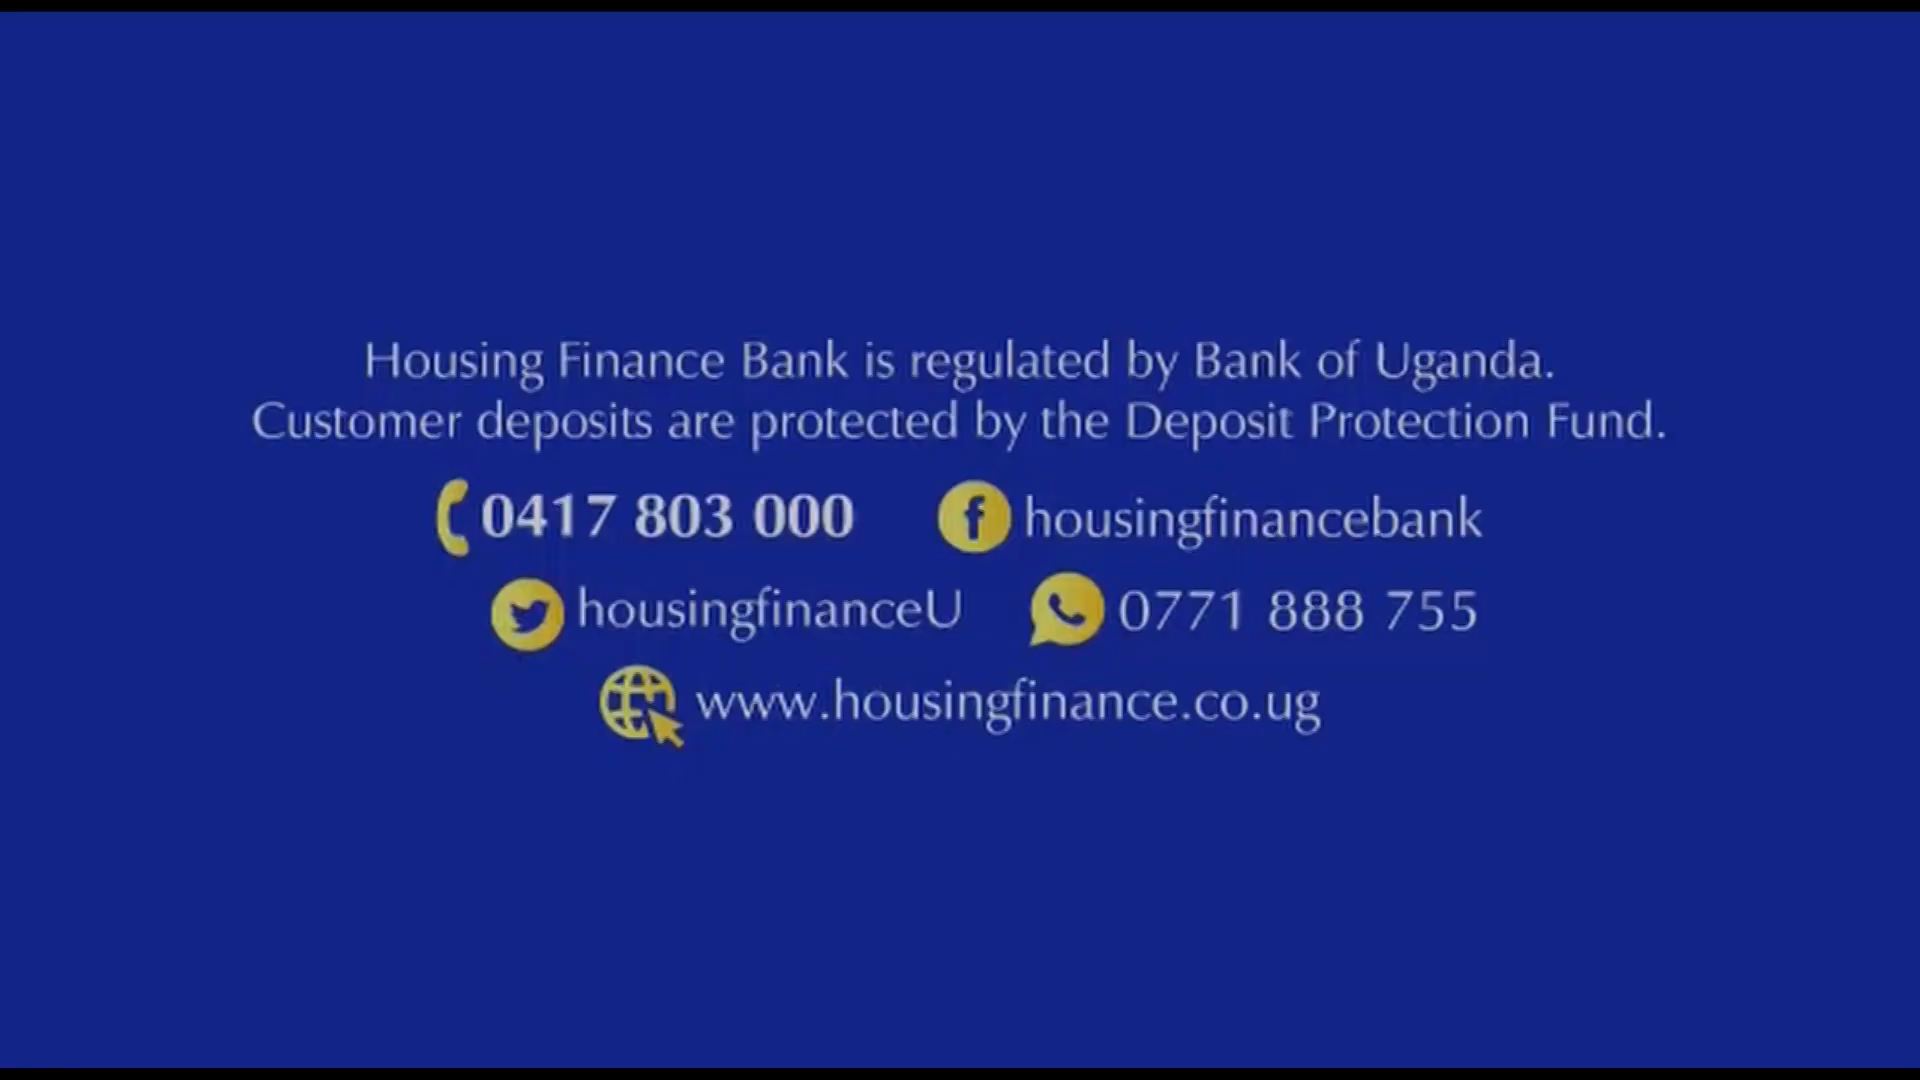 Housing Finance Bank is regulated by Bank of Uganda.
Customer deposits are protected by the Deposit Protection Fund.
0417 803 000 housingfinancebank
housingfinanceU 0771 888 755
www.housingfinance.co.ug